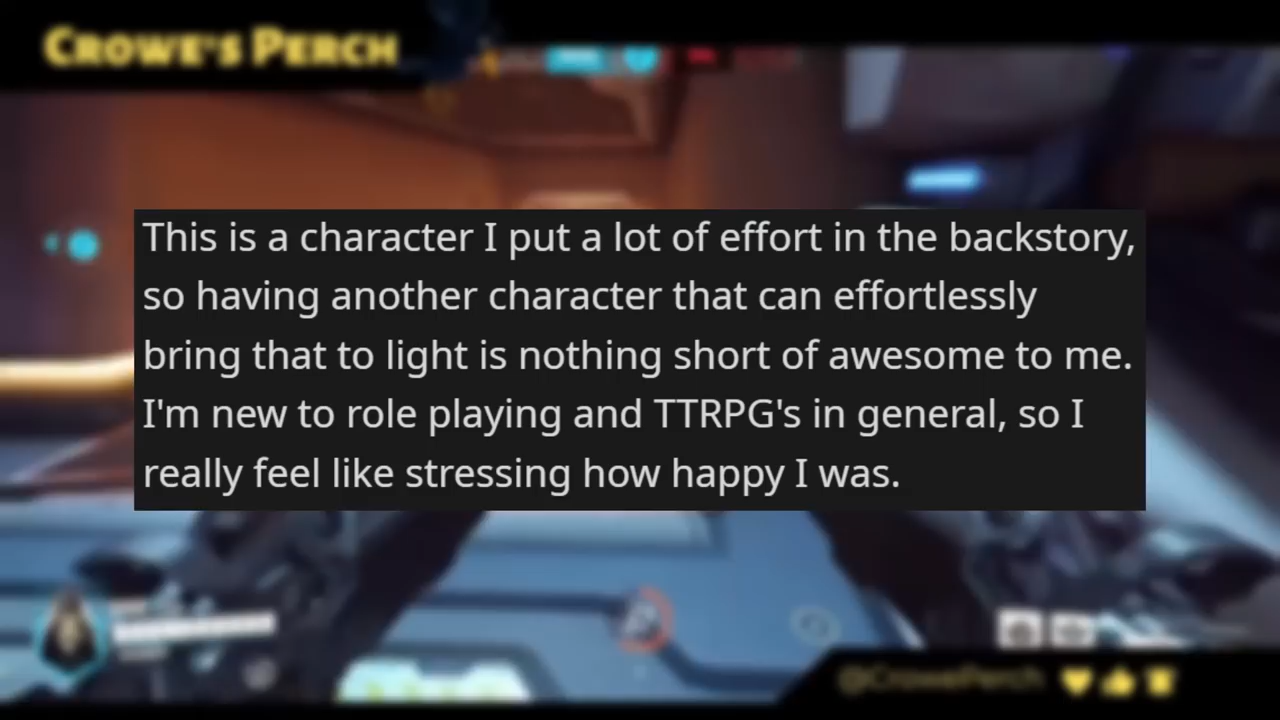 CROWE'S PERCH
This is a character I put a lot of effort in the backstory,
so having another character that can effortlessly
bring that to light is nothing short of awesome to me.
I'm new to role playing and TTRPG's in general, so I
really feel like stressing how happy I was.
@CrowePerch